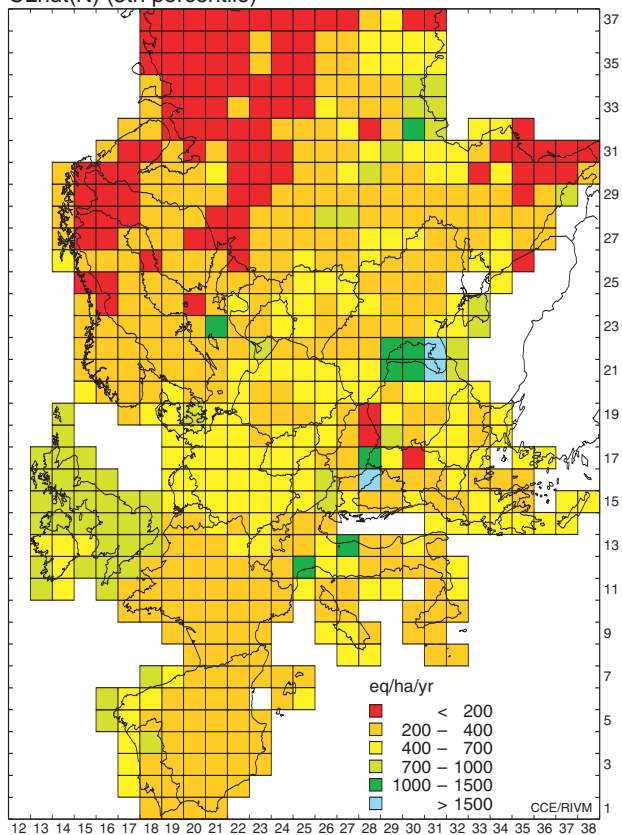 CLnut(N) (5th percentile)
37
35
33
31
29
27
25
23
21
19
17
15
13
11
9
7
5
3
1
eq/ha/yr
< 200
200 – 400
400 – 700
700 – 1000
1000 – 1500
> 1500
CCE/RIVM
12 13 14 15 16 17 18 19 20 21 22 23 24 25 26 27 28 29 30 31 32 33 34 35 36 37 38